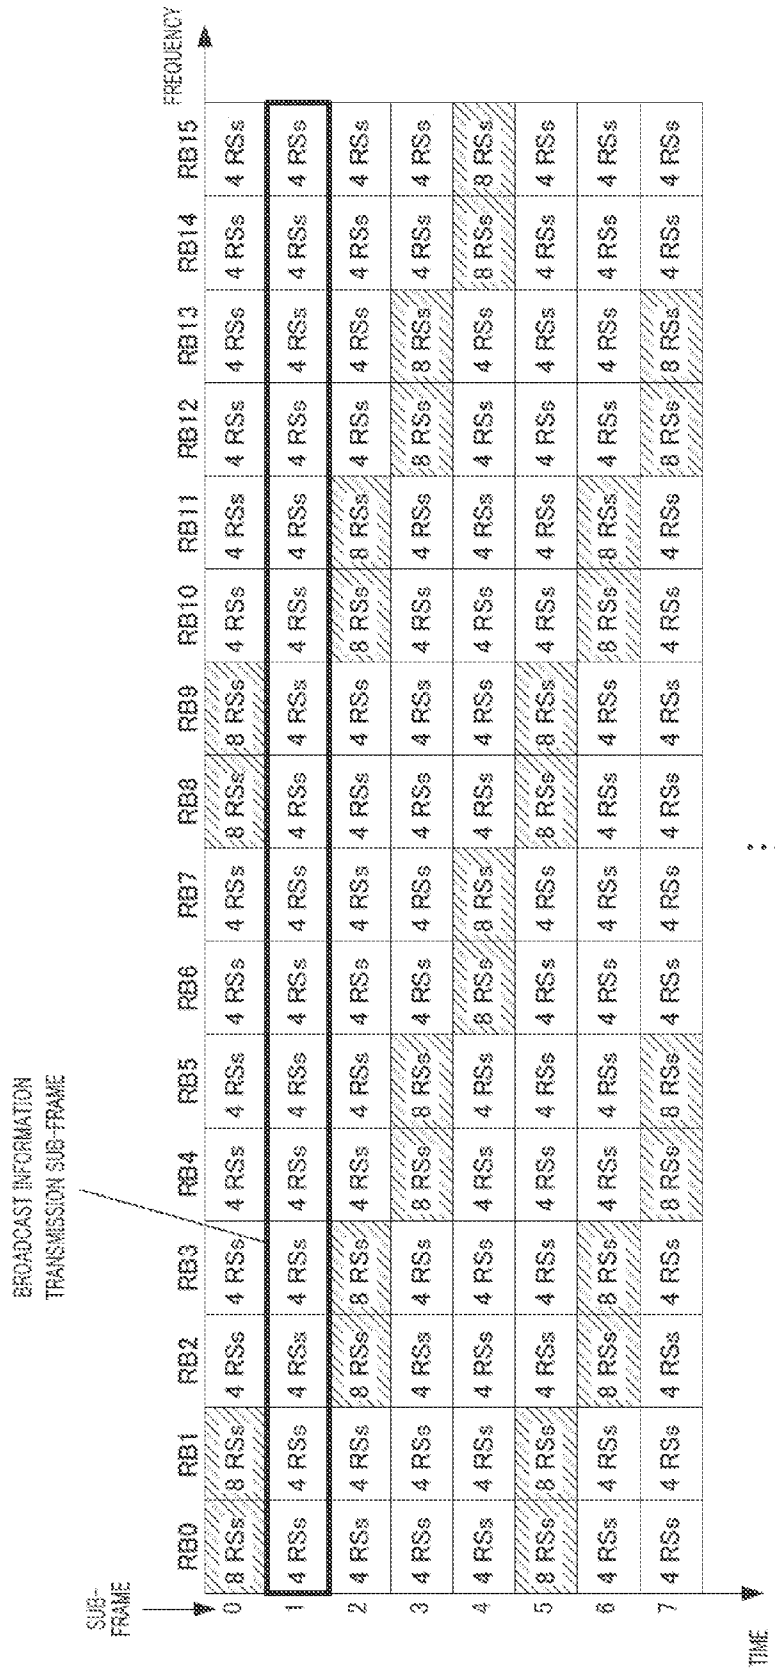 BROADCAST INFORMATION
TRANSMISSION SUB-FRAME
FREQUENCY
SUB-
FRAME
RB0 RB1 RB2 RB3 RB4 RB5 RB6 RB7 RB8 RB9 RB10 RB11 RB12 RB13 RB14 RB15
0 8 RSs 8 RSs 4 RSs 4 RSs 4 RSs 4 RSs 4 RSs 4 RSs 8 RSs 8 RSs 4 RSs 4 RSs 4 RSs 4 RSs 4 RSs 4 RSs
1 4 RSs 4 RSs 4 RSs 4 RSs 4 RSs 4 RSs 4 RSs 4 RSs 4 RSs 4 RSs 4 RSs 4 RSs 4 RSs 4 RSs 4 RSs 4 RSs
2 4 RSs 4 RSs 8 RSs 8 RSs 4 RSs 4 RSs 4 RSs 4 RSs 4 RSs 4 RSs 8 RSs 8 RSs 4 RSs 4 RSs 4 RSs 4 RSs
3 4 RSs 4 RSs 4 RSs 4 RSs 8 RSs 8 RSs 4 RSs 4 RSs 4 RSs 4 RSs 4 RSs 4 RSs 8 RSs 8 RSs 4 RSs 4 RSs
4 4 RSs 4 RSs 4 RSs 4 RSs 4 RSs 4 RSs 8 RSs 8 RSs 4 RSs 4 RSs 4 RSs 4 RSs 4 RSs 4 RSs 8 RSs 8 RSs
5 8 RSs 8 RSs 4 RSs 4 RSs 4 RSs 4 RSs 4 RSs 4 RSs 8 RSs 8 RSs 4 RSs 4 RSs 4 RSs 4 RSs 4 RSs 4 RSs
6 4 RSs 4 RSs 8 RSs 8 RSs 4 RSs 4 RSs 4 RSs 4 RSs 4 RSs 4 RSs 8 RSs 8 RSs 4 RSs 4 RSs 4 RSs 4 RSs
7 4 RSs 4 RSs 4 RSs 4 RSs 8 RSs 8 RSs 4 RSs 4 RSs 4 RSs 4 RSs 4 RSs 4 RSs 8 RSs 8 RSs 4 RSs 4 RSs
TIME